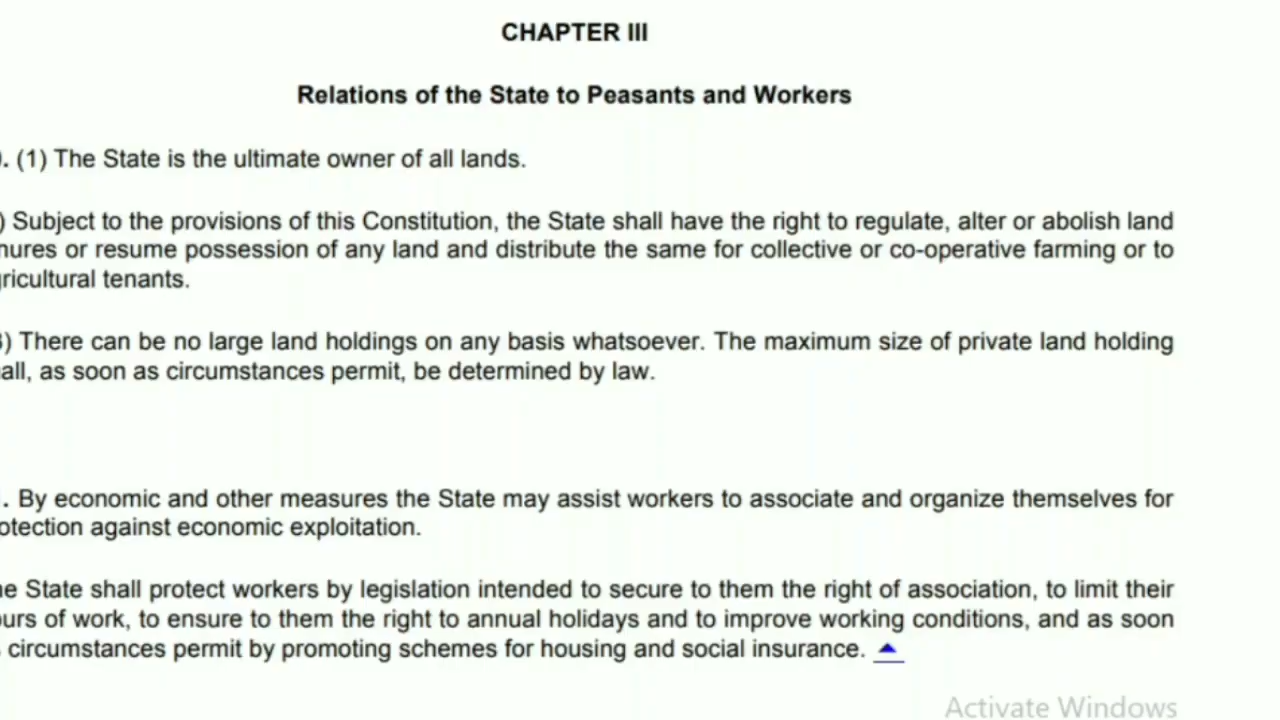 CHAPTER III
Relations of the State to Peasants and Workers
. (1) The State is the ultimate owner of all lands.
) Subject to the provisions of this Constitution, the State shall have the right to regulate, alter or abolish land
nures or resume possession of any land and distribute the same for collective or co-operative farming or to
ricultural tenants.
) There can be no large land holdings on any basis whatsoever. The maximum size of private land holding
all, as soon as circumstances permit, be determined by law.
. By economic and other measures the State may assist workers to associate and organize themselves for
otection against economic exploitation.
e State shall protect workers by legislation intended to secure to them the right of association, to limit their
urs of work, to ensure to them the right to annual holidays and to improve working conditions, and as soon
circumstances permit by promoting schemes for housing and social insurance.
Activate Windows